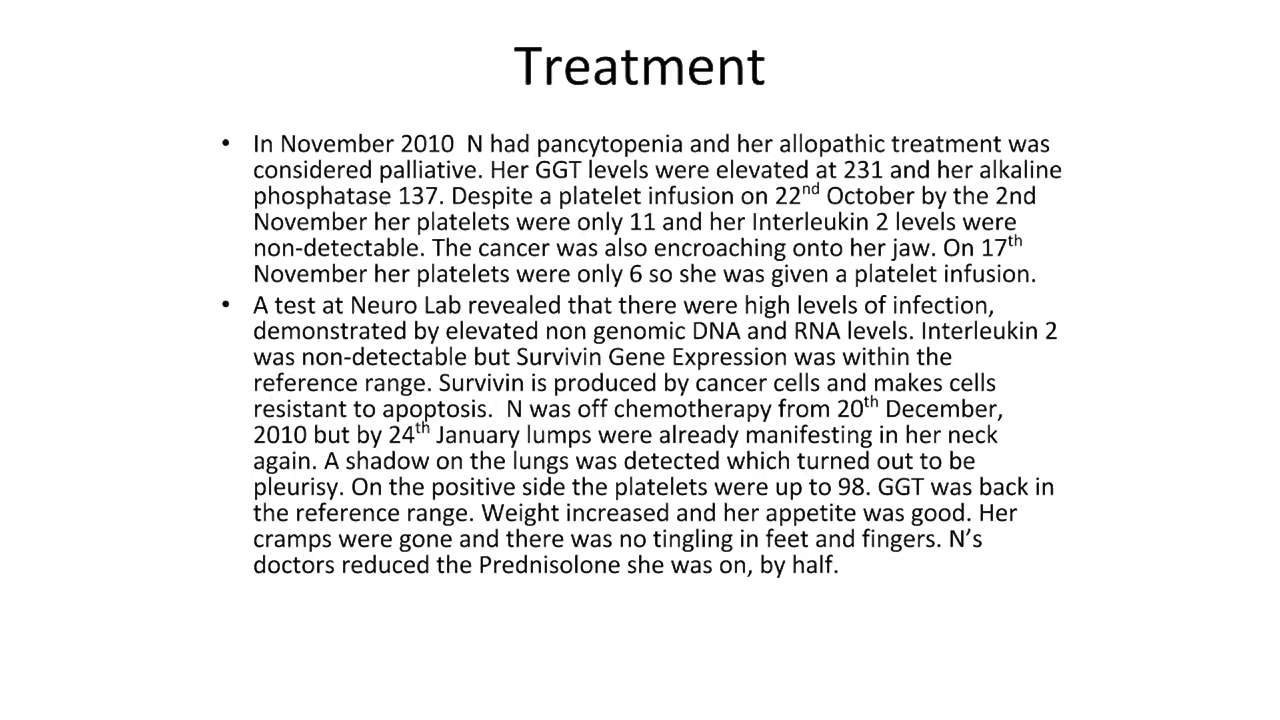 Treatment
• In November 2010  N had pancytopenia and her allopathic treatment was
considered palliative. Her GGT levels were elevated at 231 and her alkaline
phosphatase 137. Despite a platelet infusion on 22nd October by the 2nd
November her platelets were only 11 and her Interleukin 2 levels were
non-detectable. The cancer was also encroaching onto her jaw. On 17th
November her platelets were only 6 so she was given a platelet infusion.
• A test at Neuro Lab revealed that there were high levels of infection,
demonstrated by elevated non genomic DNA and RNA levels. Interleukin 2
was non-detectable but Survivin Gene Expression was within the
reference range. Survivin is produced by cancer cells and makes cells
resistant to apoptosis.  N was off chemotherapy from 20th December,
2010 but by 24th January lumps were already manifesting in her neck
again. A shadow on the lungs was detected which turned out to be
pleurisy. On the positive side the platelets were up to 98. GGT was back in
the reference range. Weight increased and her appetite was good. Her
cramps were gone and there was no tingling in feet and fingers. N’s
doctors reduced the Prednisolone she was on, by half.